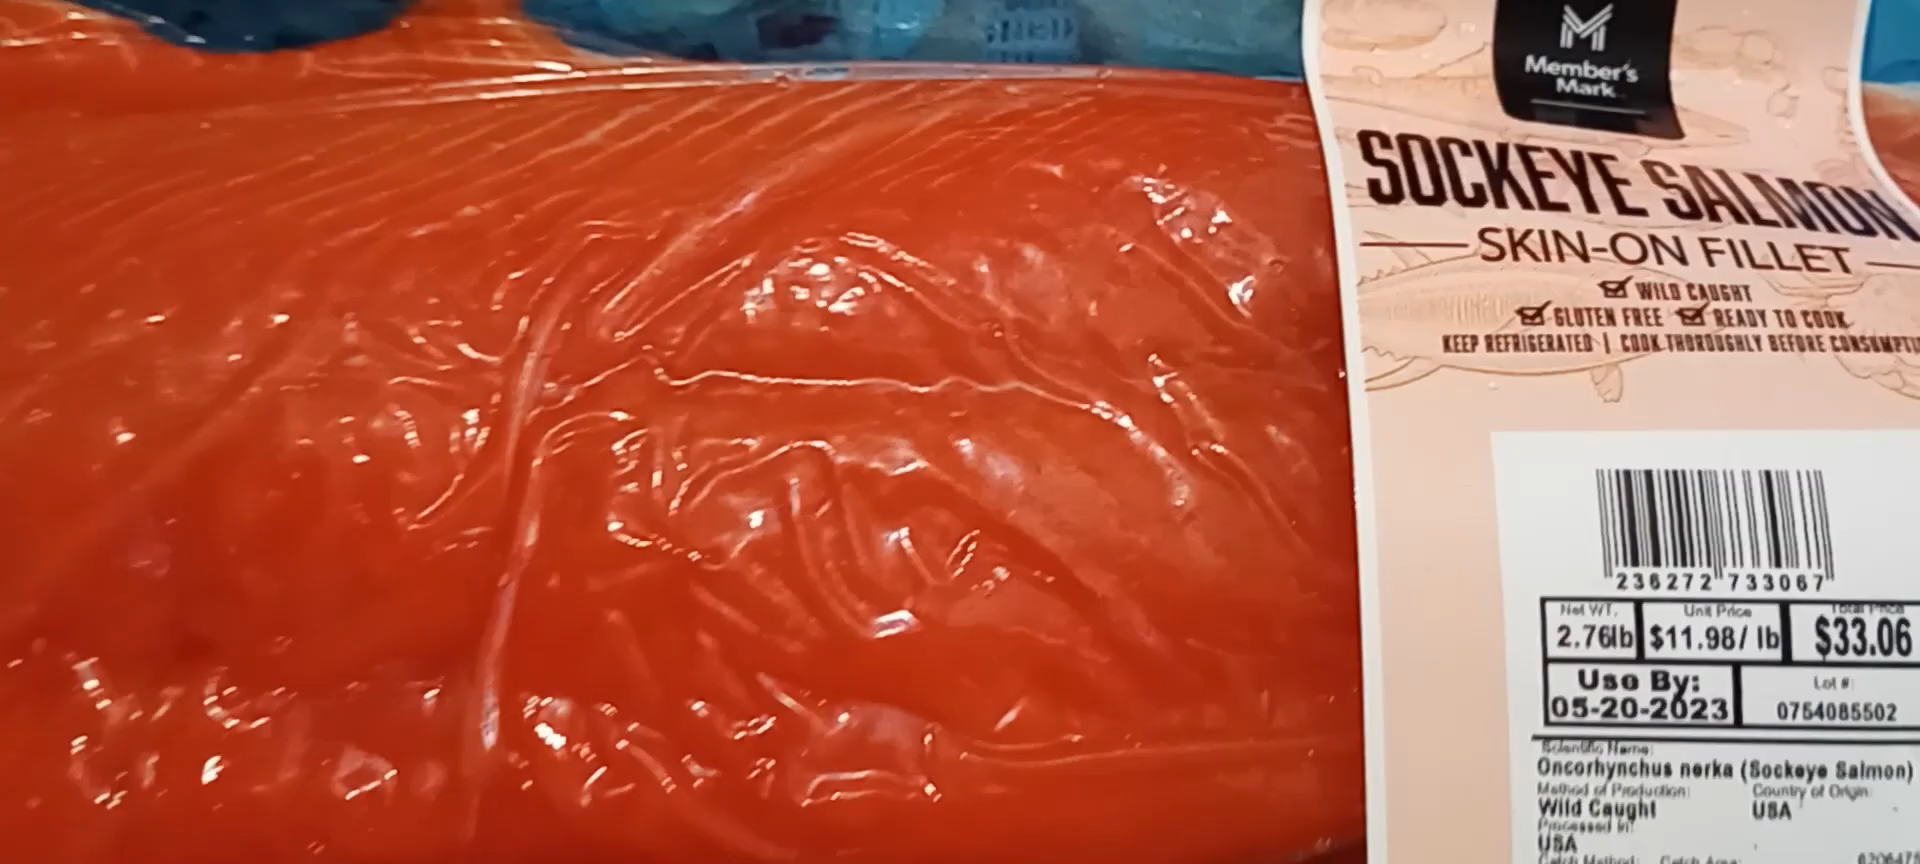 Member's
Mark
SOCKEYE SALMON
SKIN-ON FILLET
WILD CAUGHT
GLUTEN FREE READY TO COOK
KEEP REFRIGERATED | COOK THOROUGHLY BEFORE CONSUMPTI
236272 733067
Net WT. Unit Price Total Price
2.76lb $11.98/ lb $33.06
Use By: Lot #:
05-20-2023 0754085502
Scientific Name:
Oncorhynchus nerka (Sockeye Salmon)
Method of Production: Country of Origin:
Wild Caught USA
Processed In:
USA
Catch Method: Catch Area: